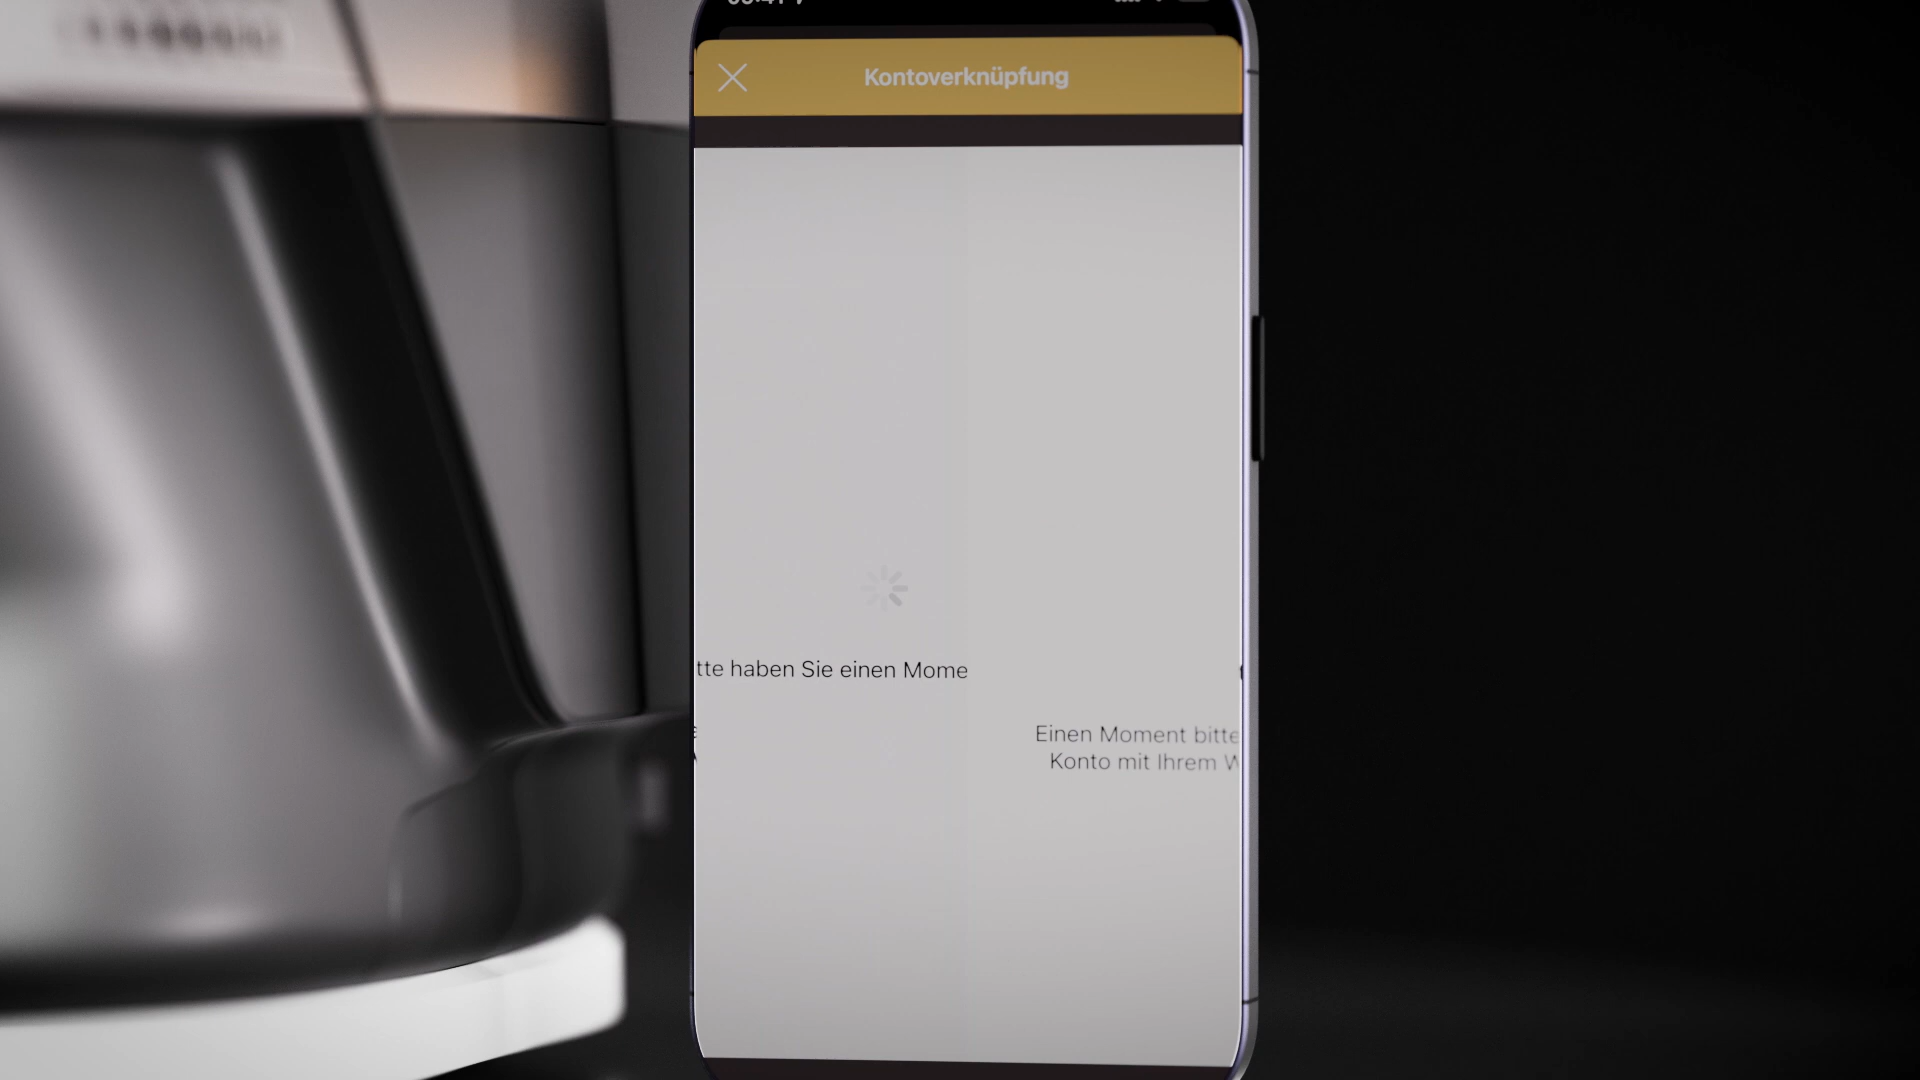 Kontoverknüpfung
tte haben Sie einen Mome
Einen Moment bitte
Konto mit Ihrem